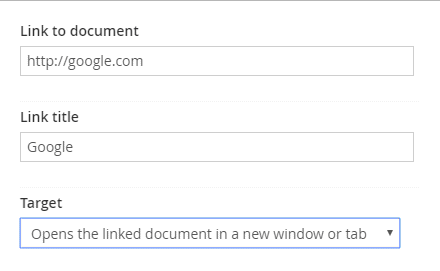 Link to document
http://google.com
Link title
Google
Target
Opens the linked document in a new window or tab